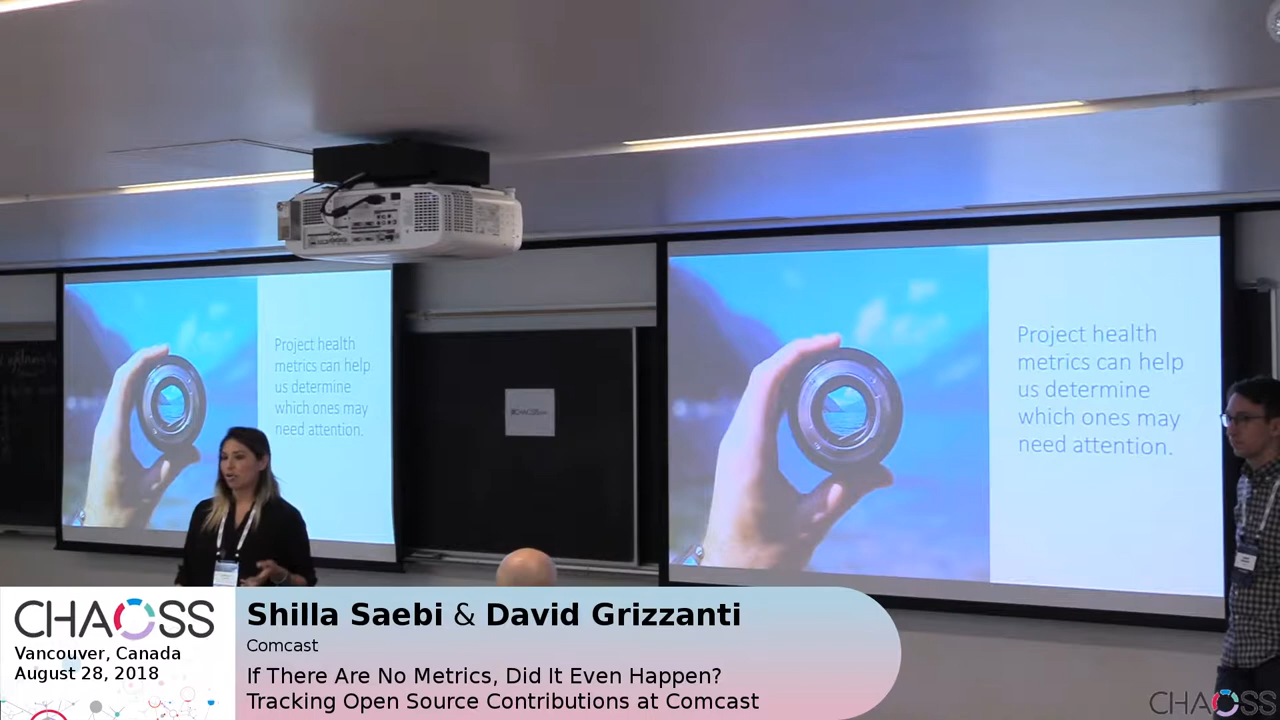 Project health
metrics can help
us determine
which ones may
need attention.
Project health
metrics can help
us determine
which ones may
need attention.
CHAOSS
Vancouver, Canada
August 28, 2018
Shilla Saebi & David Grizzanti
Comcast
If There Are No Metrics, Did It Even Happen?
Tracking Open Source Contributions at Comcast
CHAOSS